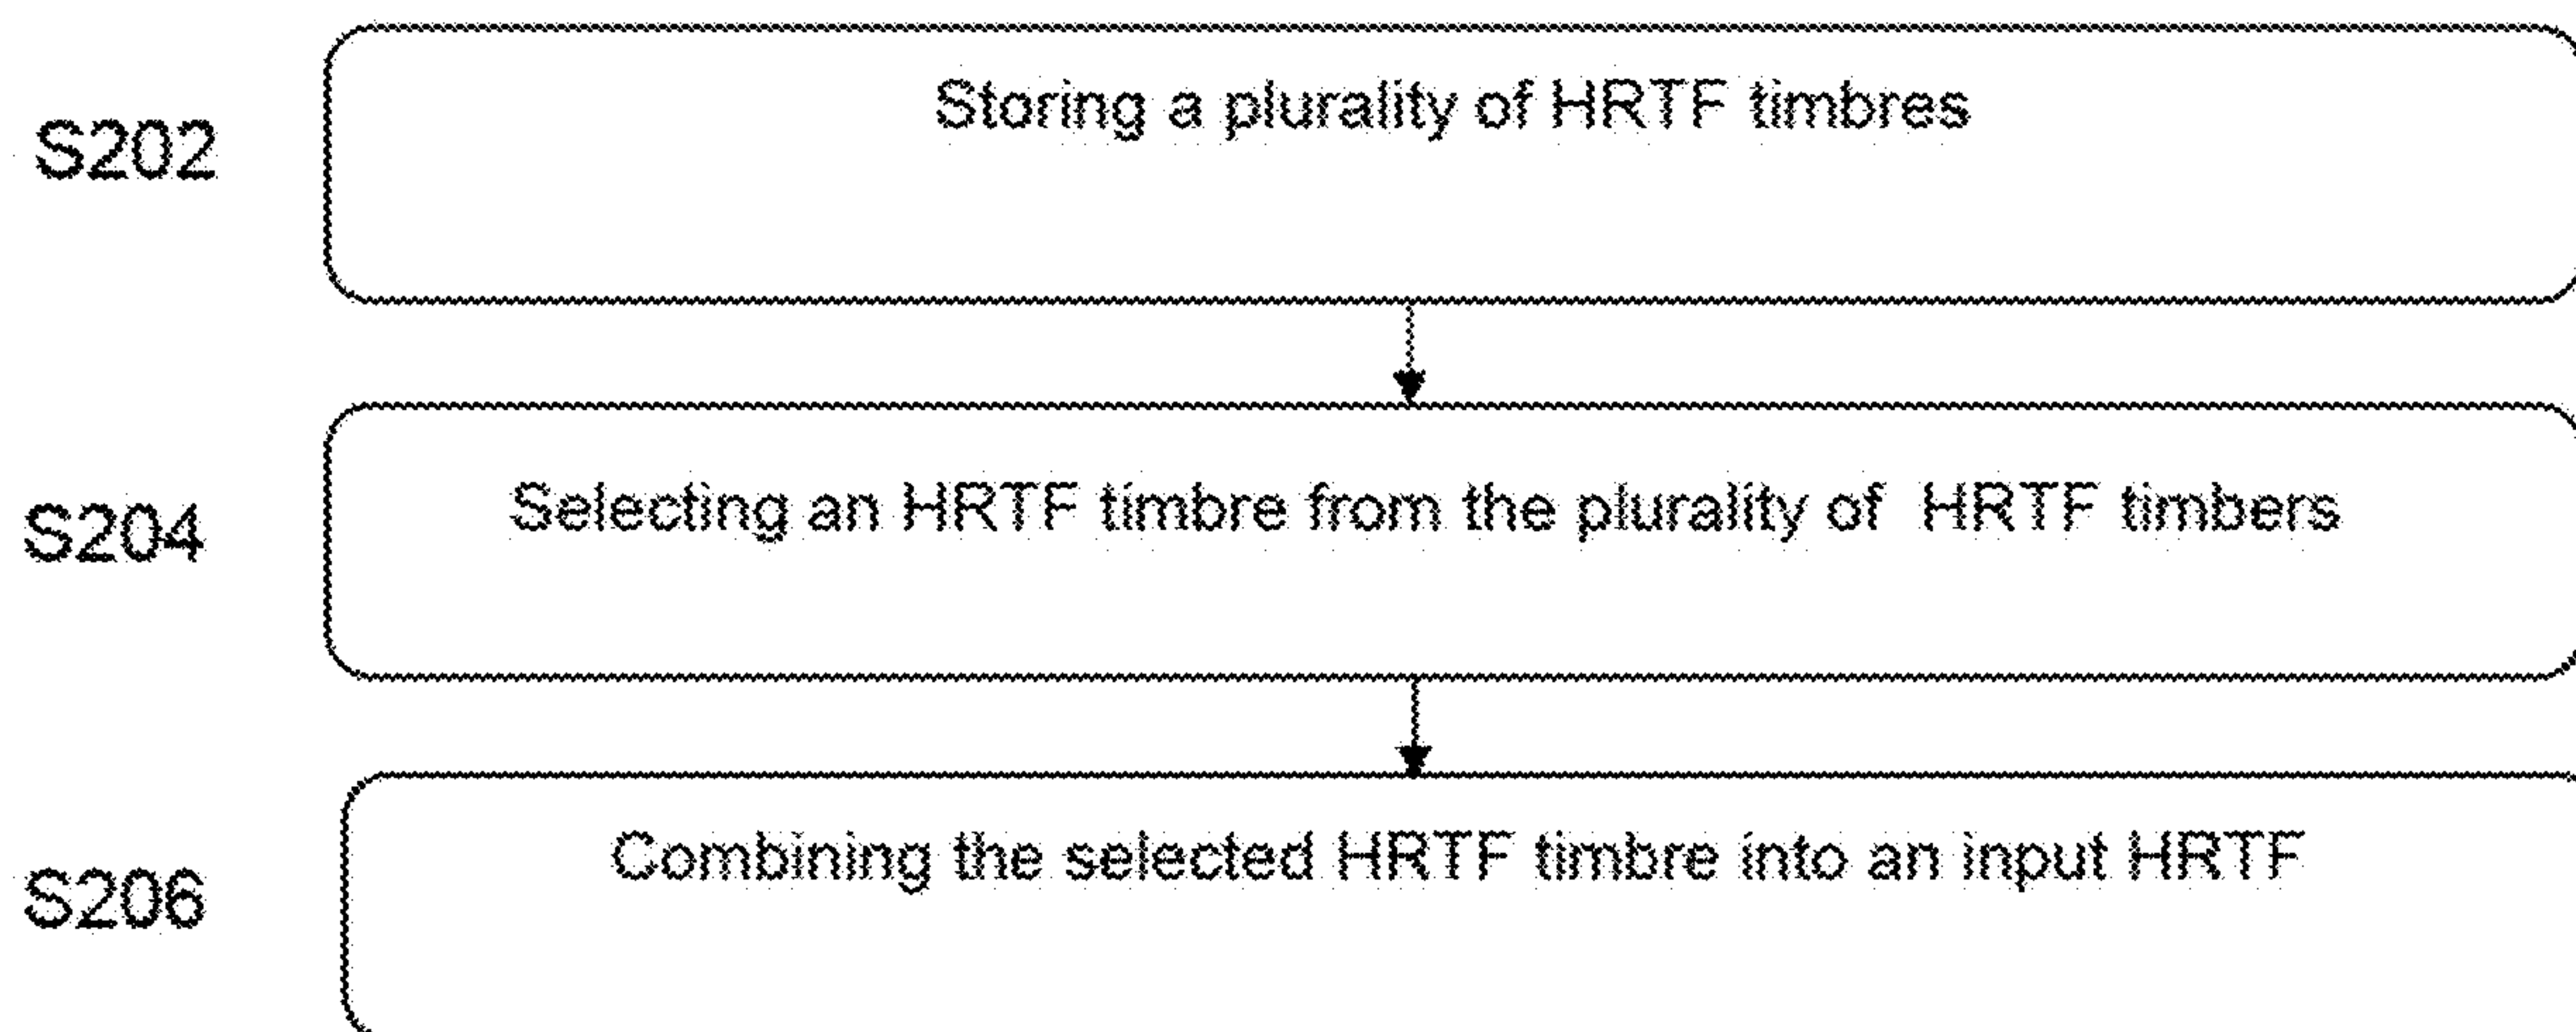 Storing a plurality of HRTF timbres
S202
Selecting an HRTF timbre from the plurality of HRTF timbers
S204
Combining the selected HRTF timbre into an input HRTF
S206